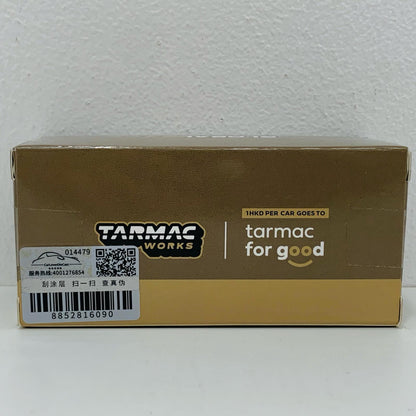 TARMAC
WORKS
1HKD PER CAR GOES TO
tarmac
for good
014479
服务热线:4001276854
刮涂层 扫一扫 查真伪
8852816090